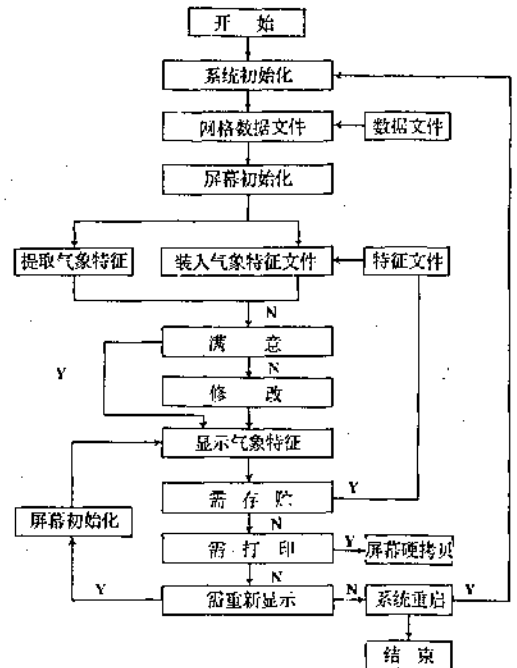 开 始
系统初始化
网格数据文件 数据文件
屏幕初始化
提取气象特征 装入气象特征文件 特征文件
N
满 意
Y
N
修 改
显示气象特征
需 存 贮 Y
屏幕初始化
N
需 打 印 Y 屏幕硬拷贝
N
Y 需重新显示 N 系统重启 Y
结 束